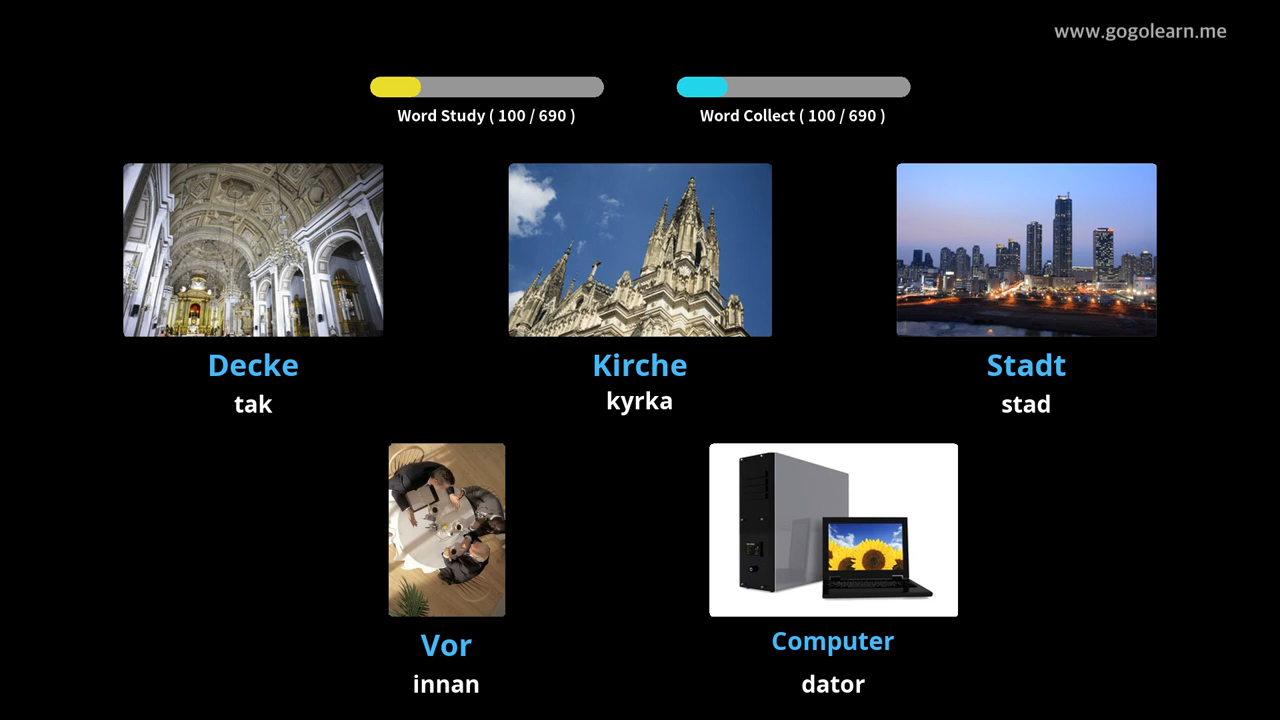 www.gogolearn.me
Word Study ( 100 / 690 )
Word Collect ( 100 / 690 )
Decke
tak
Kirche
kyrka
Stadt
stad
Vor
innan
Computer
dator